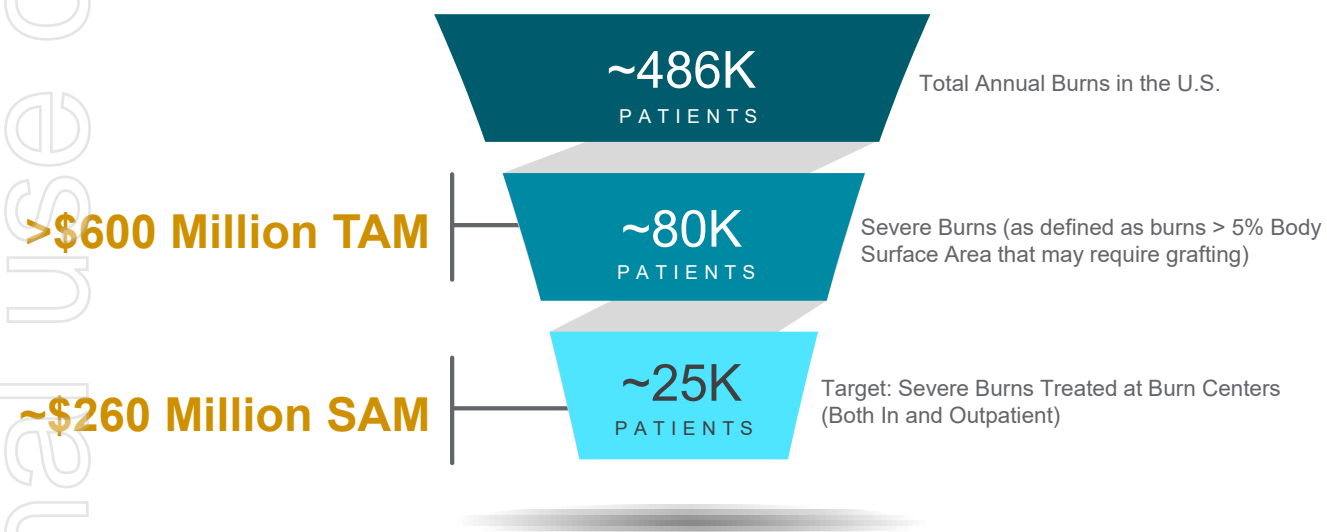 ~486K
PATIENTS
Total Annual Burns in the U.S.
>$600 Million TAM
~80K
PATIENTS
Severe Burns (as defined as burns > 5% Body
Surface Area that may require grafting)
~$260 Million SAM
~25K
PATIENTS
Target: Severe Burns Treated at Burn Centers
(Both In and Outpatient)
use